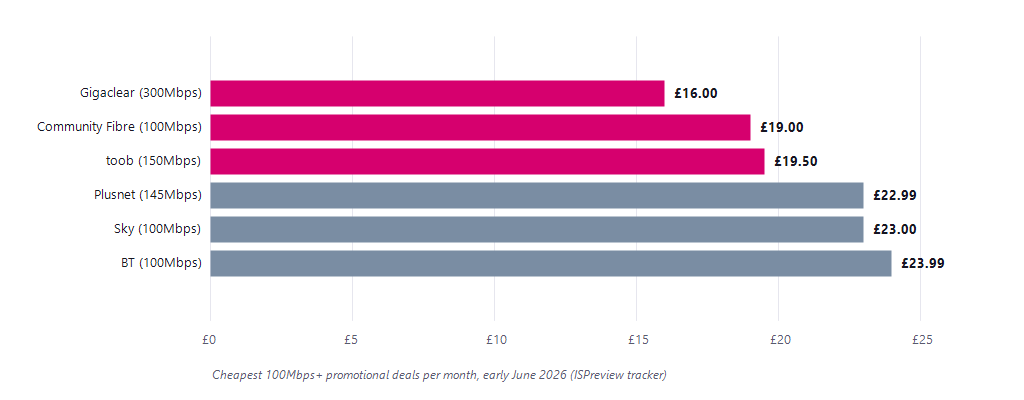 Gigaclear (300Mbps) £16.00
Community Fibre (100Mbps) £19.00
toob (150Mbps) £19.50
Plusnet (145Mbps) £22.99
Sky (100Mbps) £23.00
BT (100Mbps) £23.99
£0 £5 £10 £15 £20 £25
Cheapest 100Mbps+ promotional deals per month, early June 2026 (ISPreview tracker)